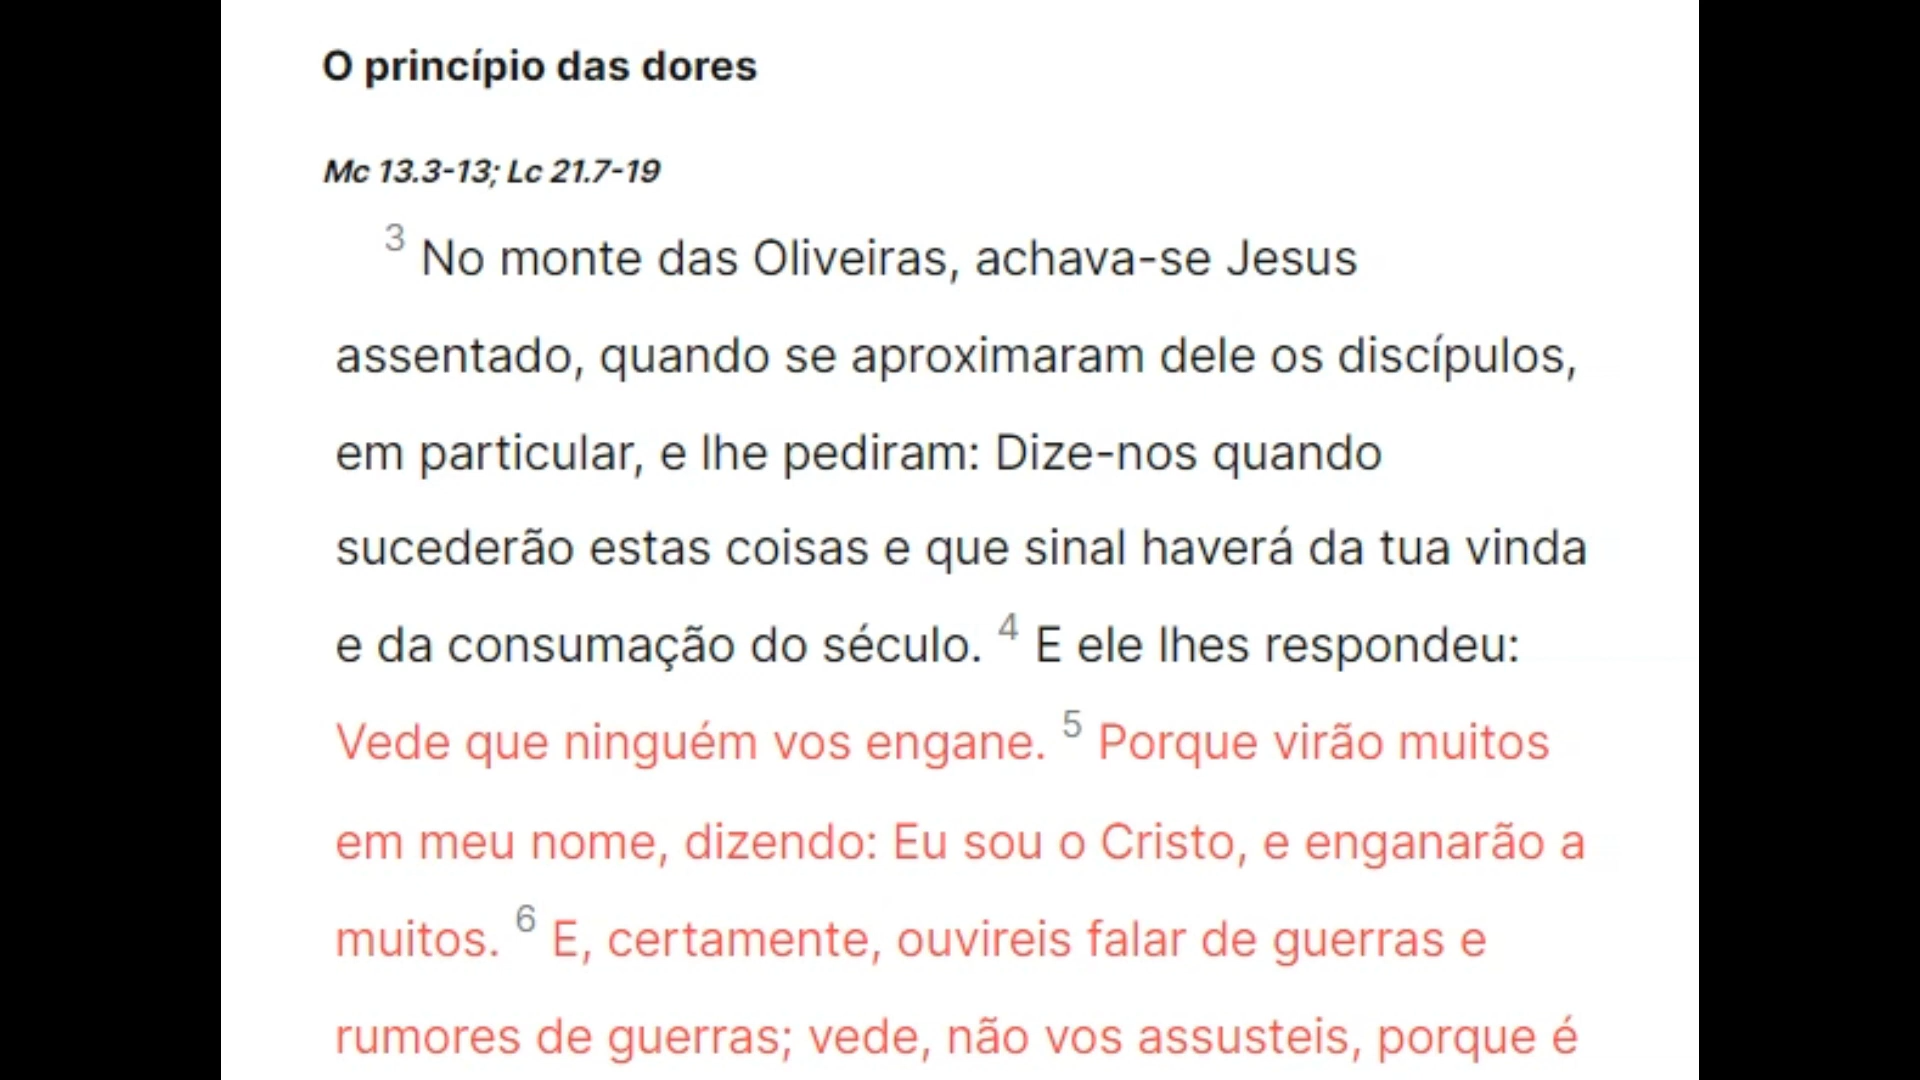 O princípio das dores
Mc 13.3-13; Lc 21.7-19
3 No monte das Oliveiras, achava-se Jesus
assentado, quando se aproximaram dele os discípulos,
em particular, e lhe pediram: Dize-nos quando
sucederão estas coisas e que sinal haverá da tua vinda
e da consumação do século. 4 E ele lhes respondeu:
Vede que ninguém vos engane. 5 Porque virão muitos
em meu nome, dizendo: Eu sou o Cristo, e enganarão a
muitos. 6 E, certamente, ouvireis falar de guerras e
rumores de guerras; vede, não vos assusteis, porque é